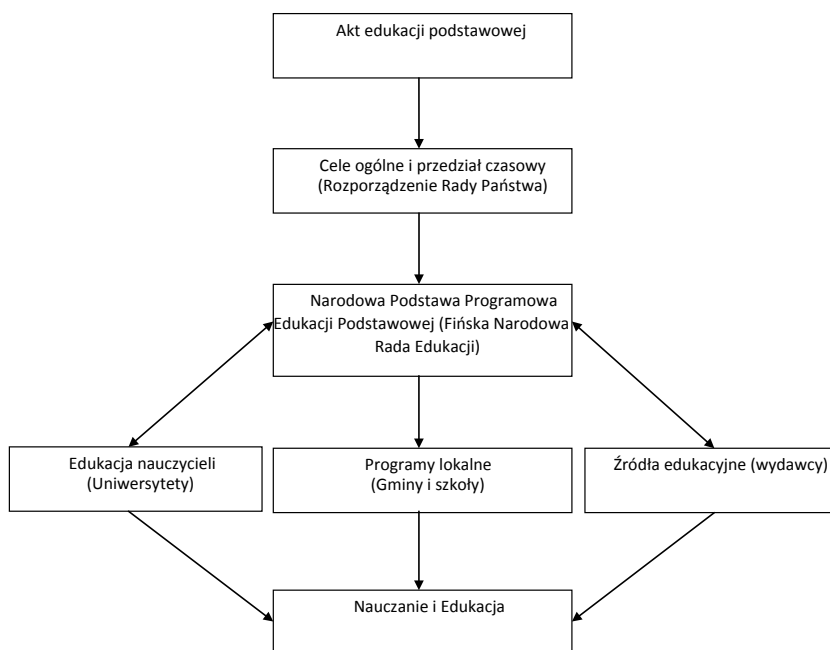 Akt edukacji podstawowej
Cele ogólne i przedział czasowy
(Rozporządzenie Rady Państwa)
Narodowa Podstawa Programowa
Edukacji Podstawowej (Fińska Narodowa
Rada Edukacji)
Edukacja nauczycieli
(Uniwersytety)
Programy lokalne
(Gminy i szkoły)
Źródła edukacyjne (wydawcy)
Nauczanie i Edukacja